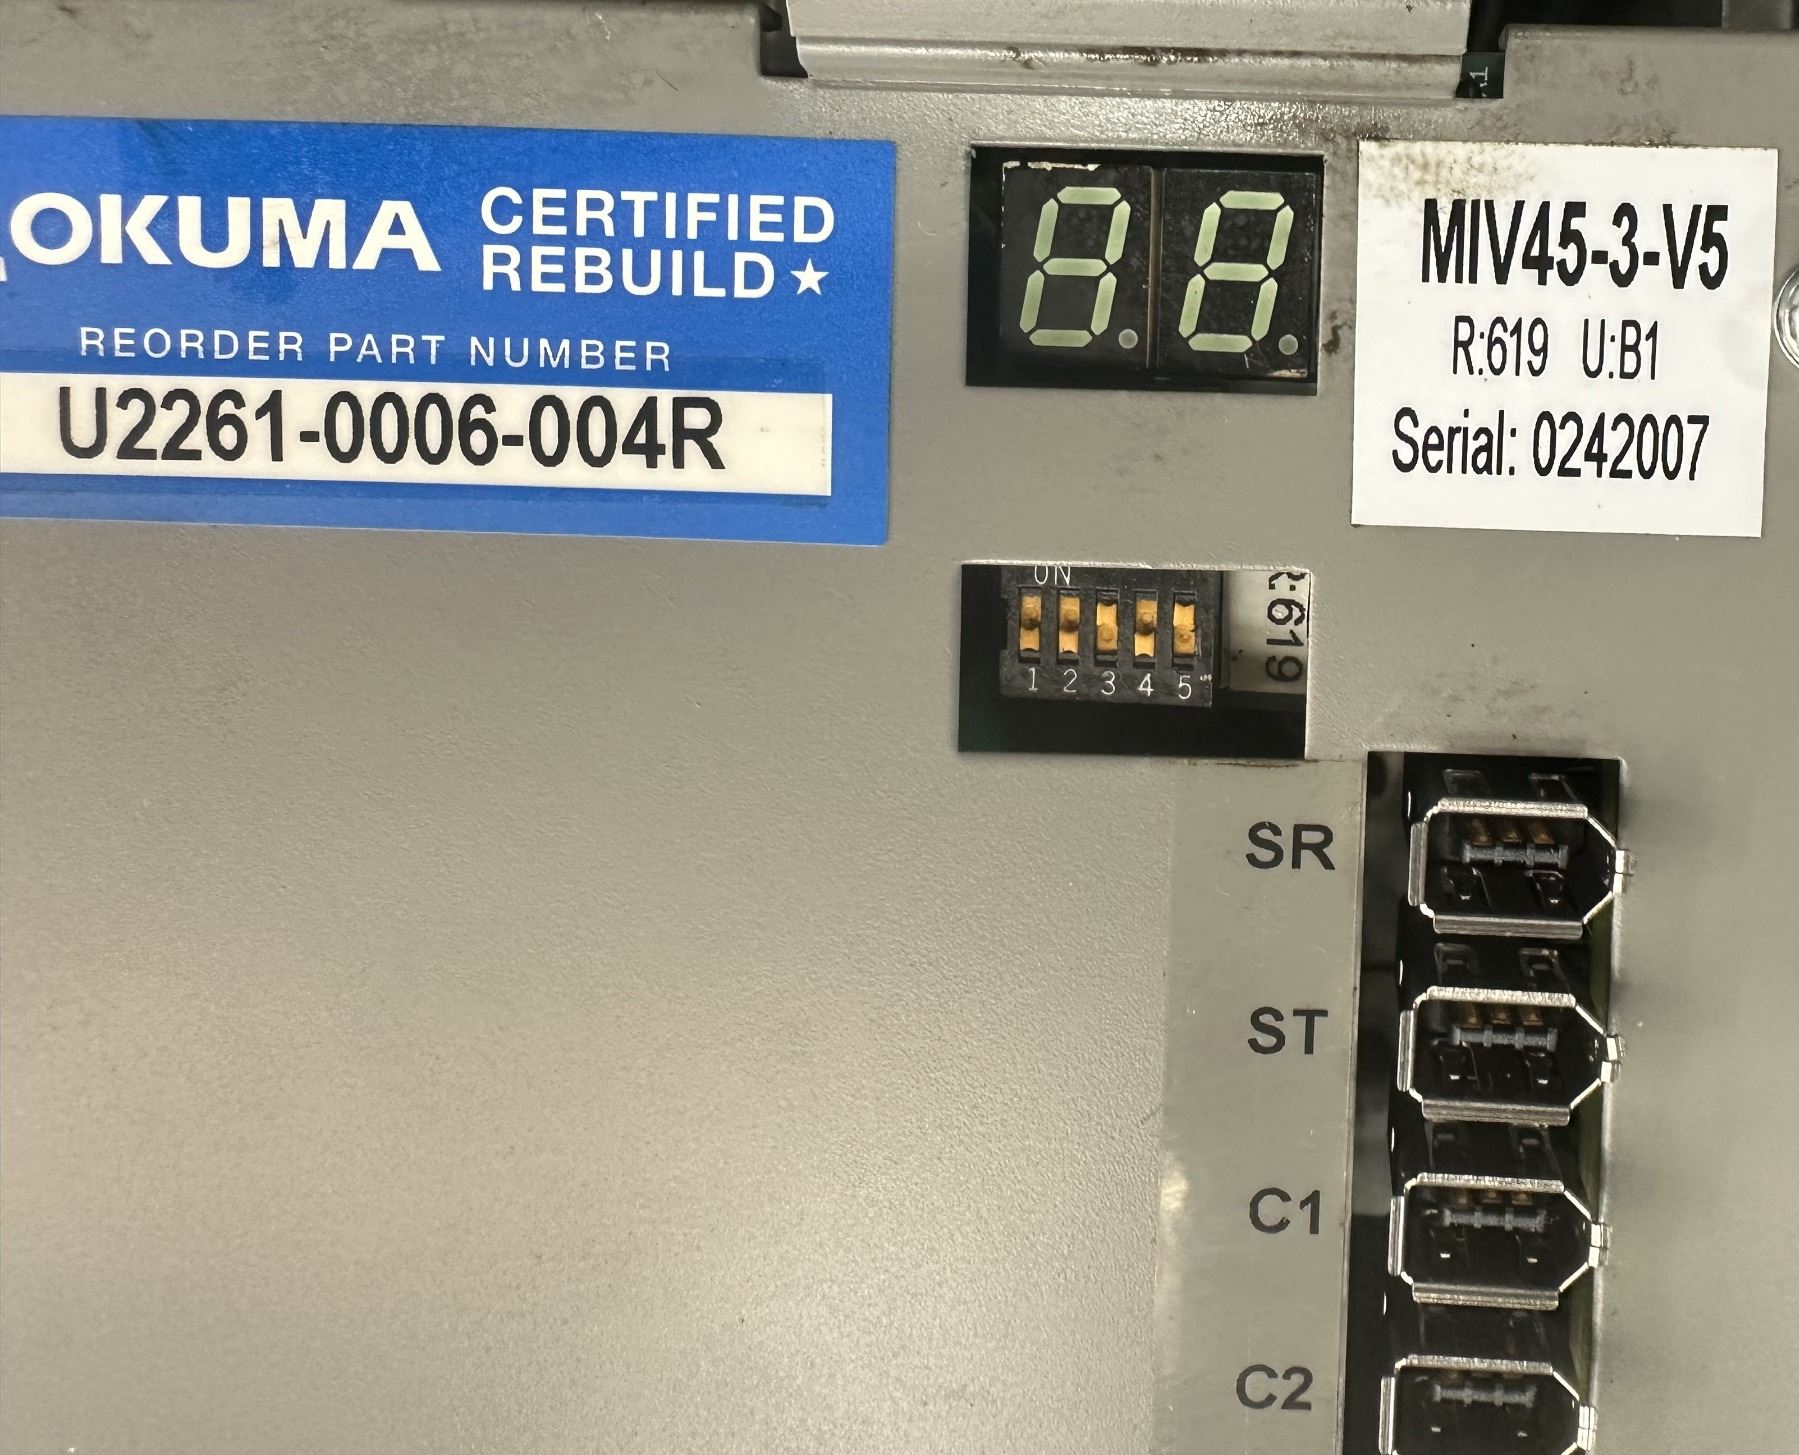 OKUMA CERTIFIED
REBUILD★
REORDER PART NUMBER
U2261-0006-004R
MIV45-3-V5
R:619 U:B1
Serial: 0242007
ON
1 2 3 4 5
R:619
SR
ST
C1
C2